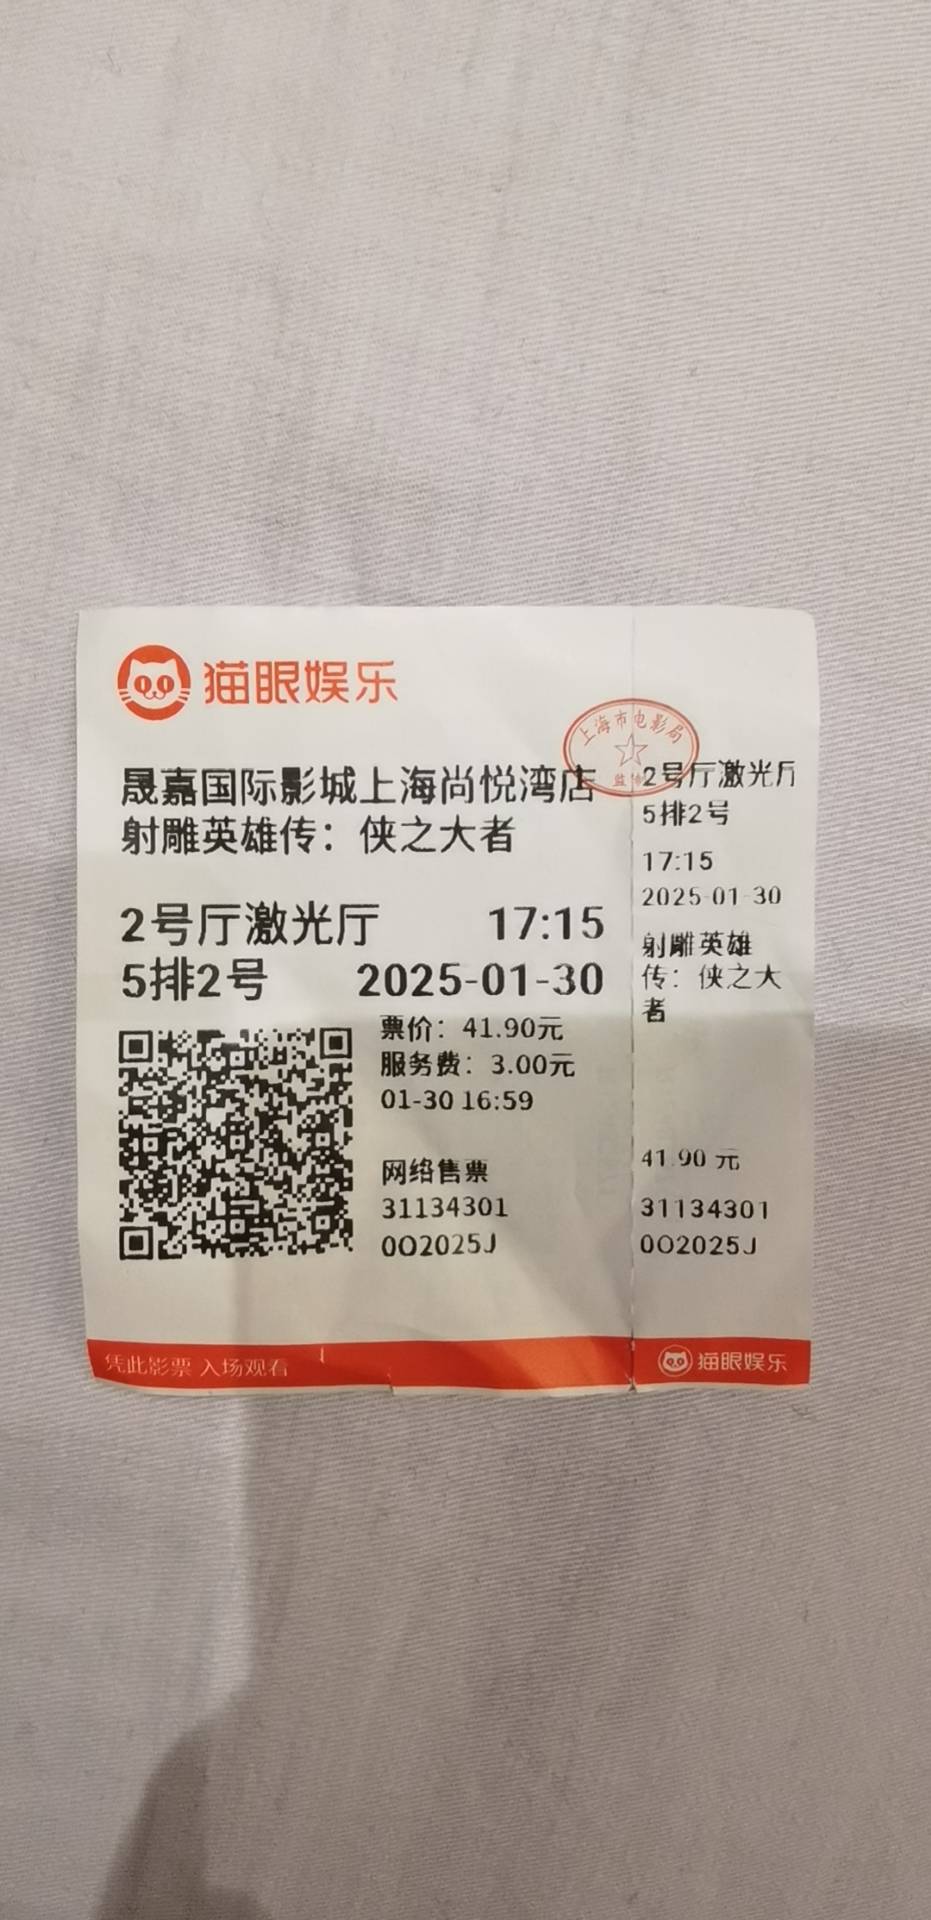 猫眼娱乐
上海市电影局
监制
晟嘉国际影城上海尚悦湾店
射雕英雄传：侠之大者
2号厅激光厅 17:15
5排2号 2025-01-30
票价：41.90元
服务费：3.00元
01-30 16:59
网络售票
31134301
0O2025J
2号厅激光厅
5排2号
17:15
2025-01-30
射雕英雄
传：侠之大
者
41.90 元
31134301
0O2025J
凭此影票 入场观看
猫眼娱乐